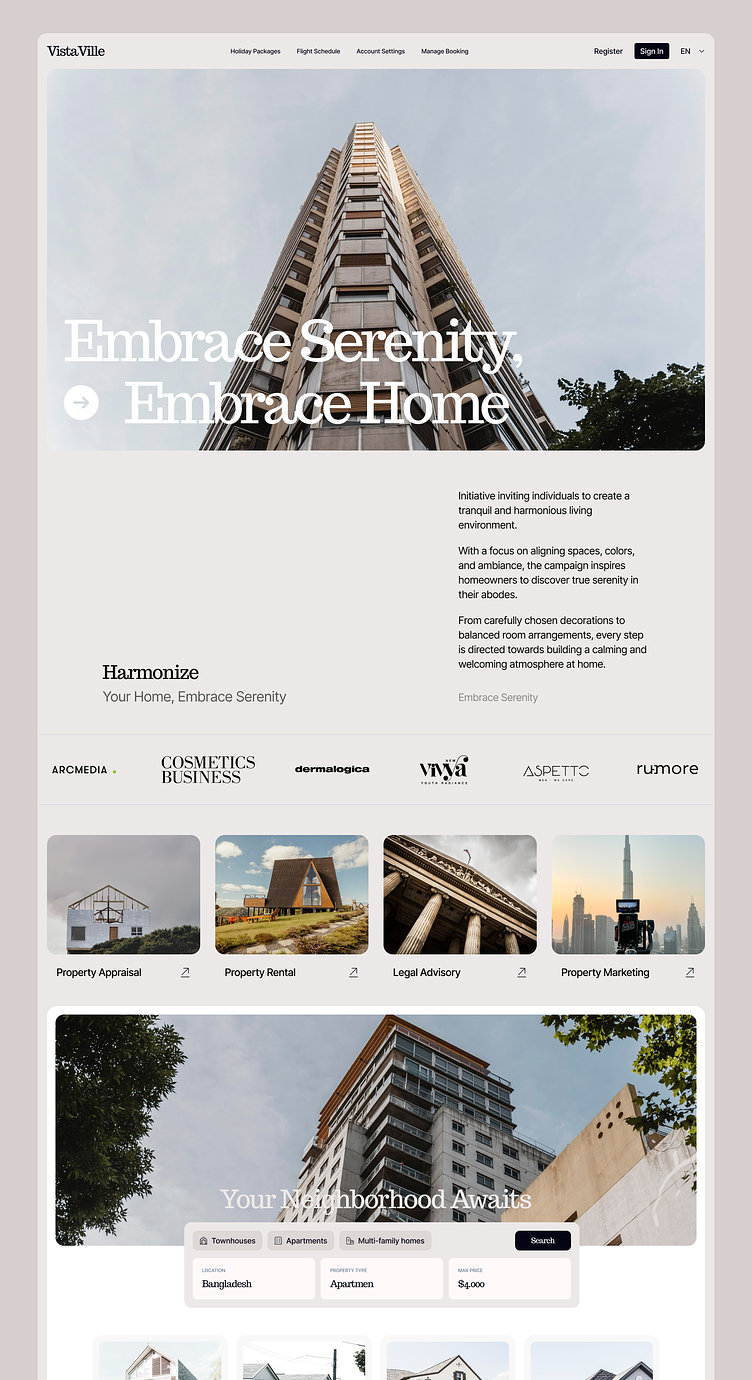 VistaVille
Holiday Packages
Flight Schedule
Account Settings
Manage Booking
Register
Sign In
EN
Embrace Serenity,
Embrace Home
Initiative inviting individuals to create a
tranquil and harmonious living
environment.
With a focus on aligning spaces, colors,
and ambiance, the campaign inspires
homeowners to discover true serenity in
their abodes.
From carefully chosen decorations to
balanced room arrangements, every step
is directed towards building a calming and
welcoming atmosphere at home.
Harmonize
Your Home, Embrace Serenity
Embrace Serenity
ARCMEDIA
COSMETICS
BUSINESS
dermalogica
NEW
vivya
YOUTH RADIANCE
ASPETTO
MEN - WE CARE
rumore
Property Appraisal
Property Rental
Legal Advisory
Property Marketing
Your Neighborhood Awaits
Townhouses
Apartments
Multi-family homes
Search
LOCATION
Bangladesh
PROPERTY TYPE
Apartmen
MAX PRICE
$4.000